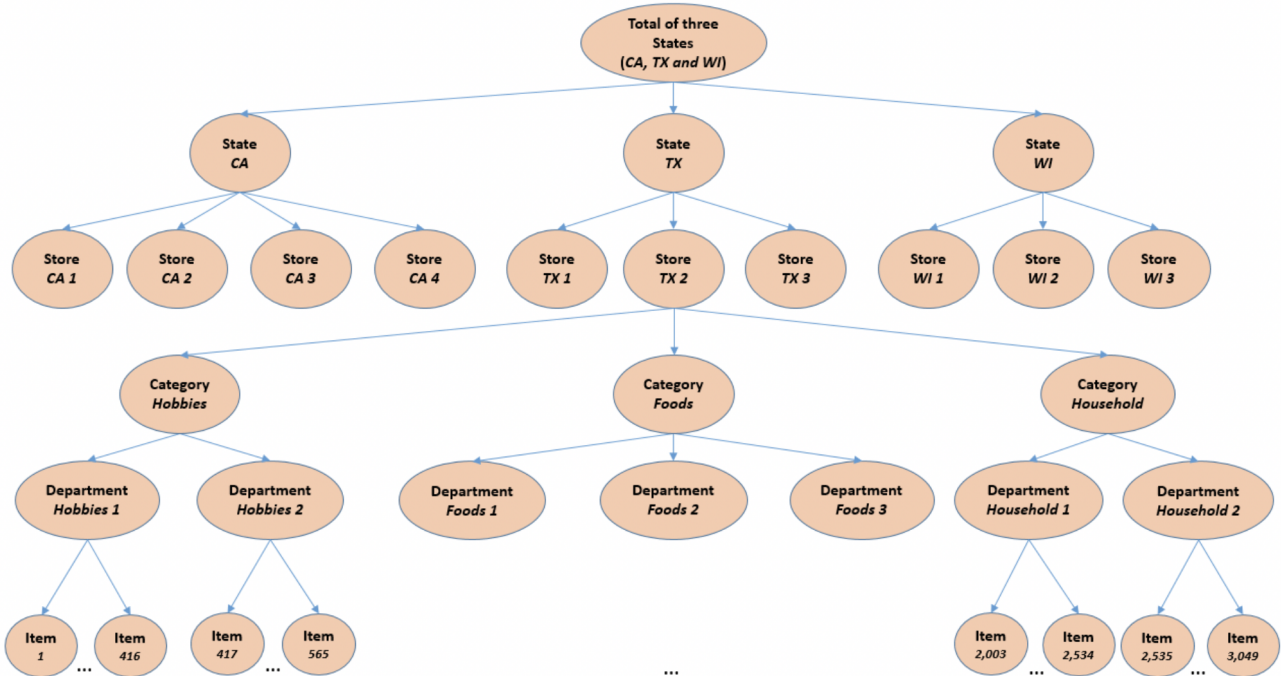 Total of three
States
(CA, TX and WI)
State
CA
State
TX
State
WI
Store
CA 1
Store
CA 2
Store
CA 3
Store
CA 4
Store
TX 1
Store
TX 2
Store
TX 3
Store
WI 1
Store
WI 2
Store
WI 3
Category
Hobbies
Category
Foods
Category
Household
Department
Hobbies 1
Department
Hobbies 2
Department
Foods 1
Department
Foods 2
Department
Foods 3
Department
Household 1
Department
Household 2
Item
1
...
Item
416
Item
417
...
Item
565
...
Item
2,003
...
Item
2,534
Item
2,535
...
Item
3,049